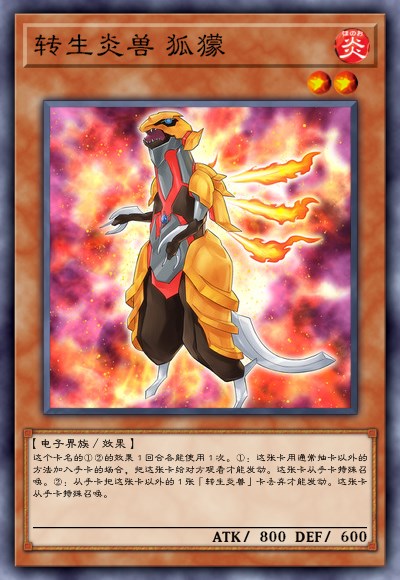 转生炎兽 狐獴
炎
ほのお
【电子界族／效果】
这个卡名的①②的效果1回合各能使用1次。①：这张卡用通常抽卡以外的
方法加入手卡的场合，把这张卡给对方观看才能发动。这张卡从手卡特殊召
唤。②：从手卡把这张卡以外的1张「转生炎兽」卡丢弃才能发动。这张卡
从手卡特殊召唤。
ATK/ 800 DEF/ 600